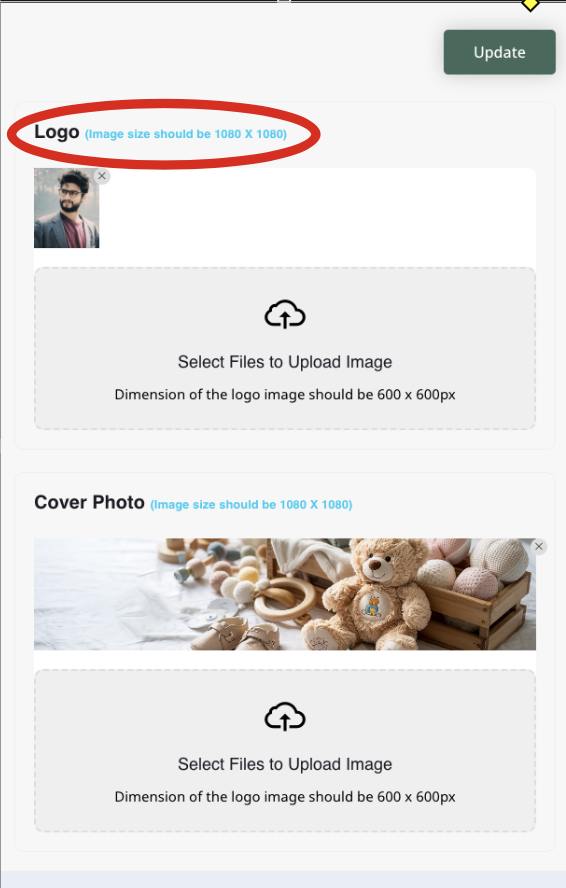 Update
Logo (Image size should be 1080 X 1080)
Select Files to Upload Image
Dimension of the logo image should be 600 x 600px
Cover Photo (Image size should be 1080 X 1080)
Select Files to Upload Image
Dimension of the logo image should be 600 x 600px